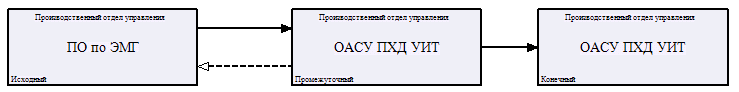 Производственный отдел управления
ПО по ЭМГ
Исходный
Производственный отдел управления
ОАСУ ПХД УИТ
Промежуточный
Производственный отдел управления
ОАСУ ПХД УИТ
Конечный